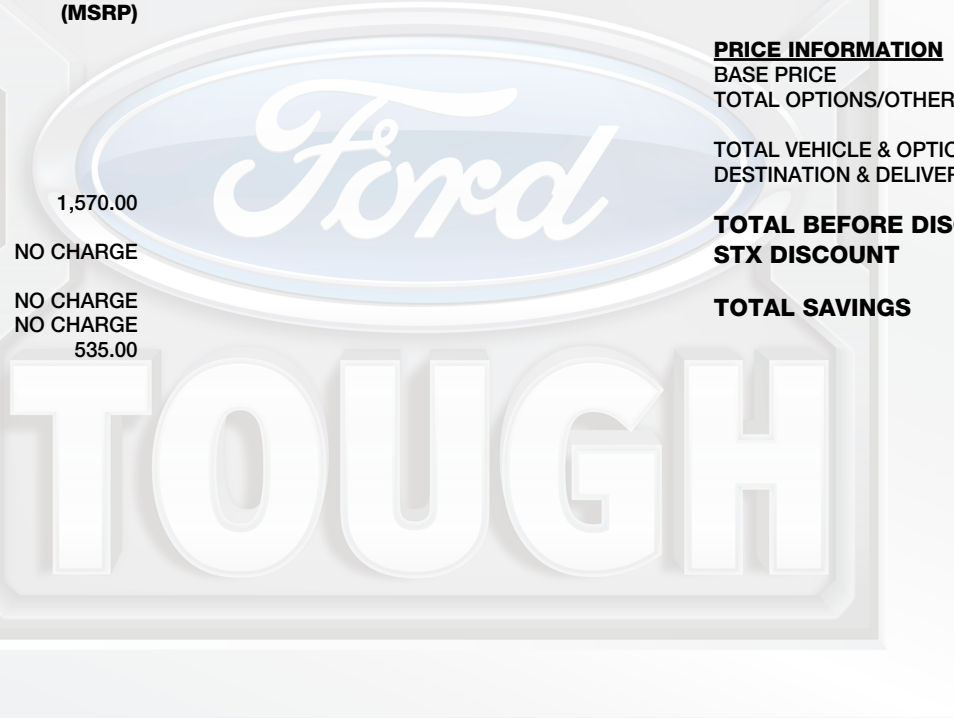 (MSRP)
1,570.00
NO CHARGE
NO CHARGE
NO CHARGE
535.00
PRICE INFORMATION
BASE PRICE
TOTAL OPTIONS/OTHER
TOTAL VEHICLE & OPTIO
DESTINATION & DELIVER
TOTAL BEFORE DISC
STX DISCOUNT
TOTAL SAVINGS
Ford
TOUGH